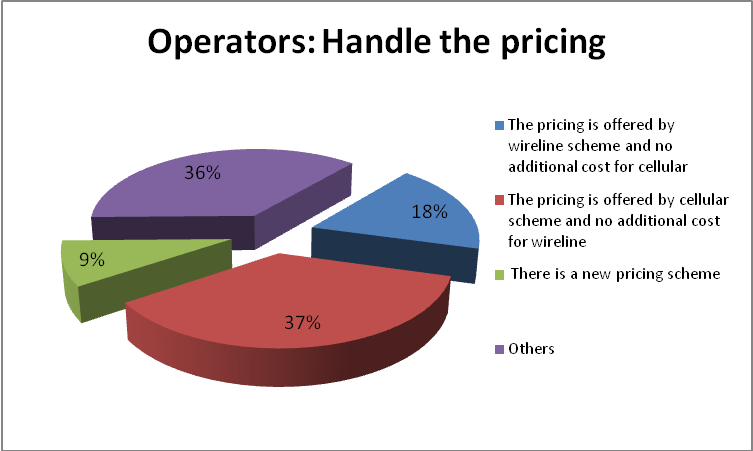 Operators: Handle the pricing
36%
18%
9%
37%
The pricing is offered by
wireline scheme and no
additional cost for cellular
The pricing is offered by cellular
scheme and no additional cost
for wireline
There is a new pricing scheme
Others